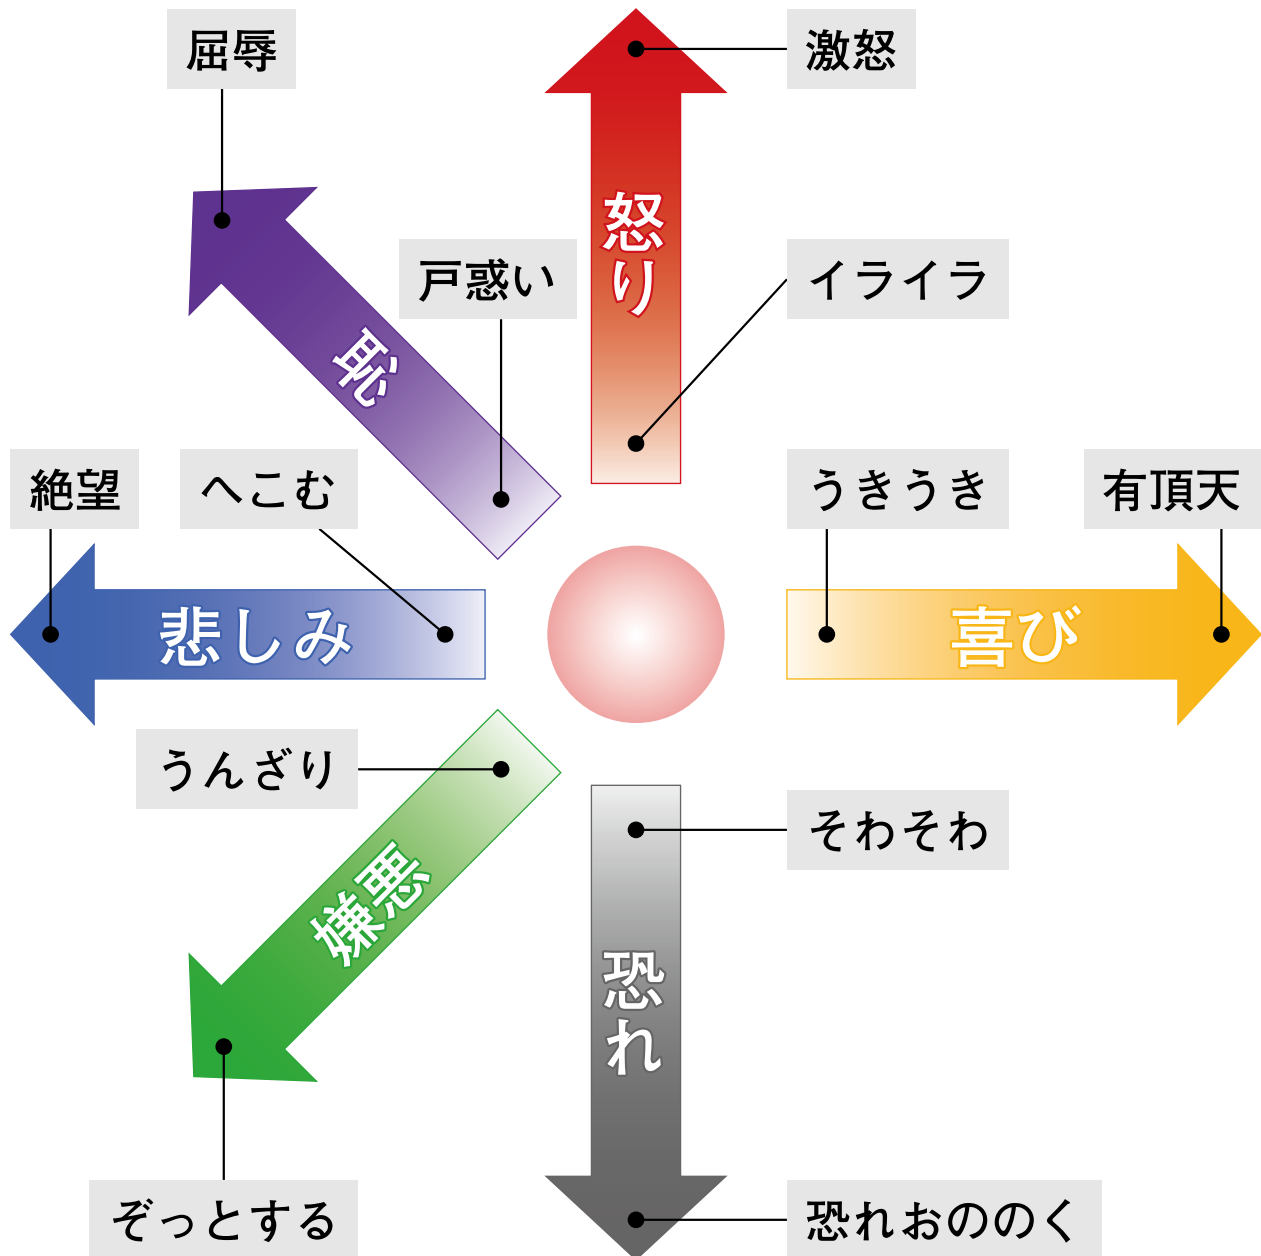 屈辱
激怒
怒り
戸惑い
イライラ
恥
絶望
へこむ
うきうき
有頂天
悲しみ
喜び
うんざり
そわそわ
嫌悪
恐れ
ぞっとする
恐れおののく